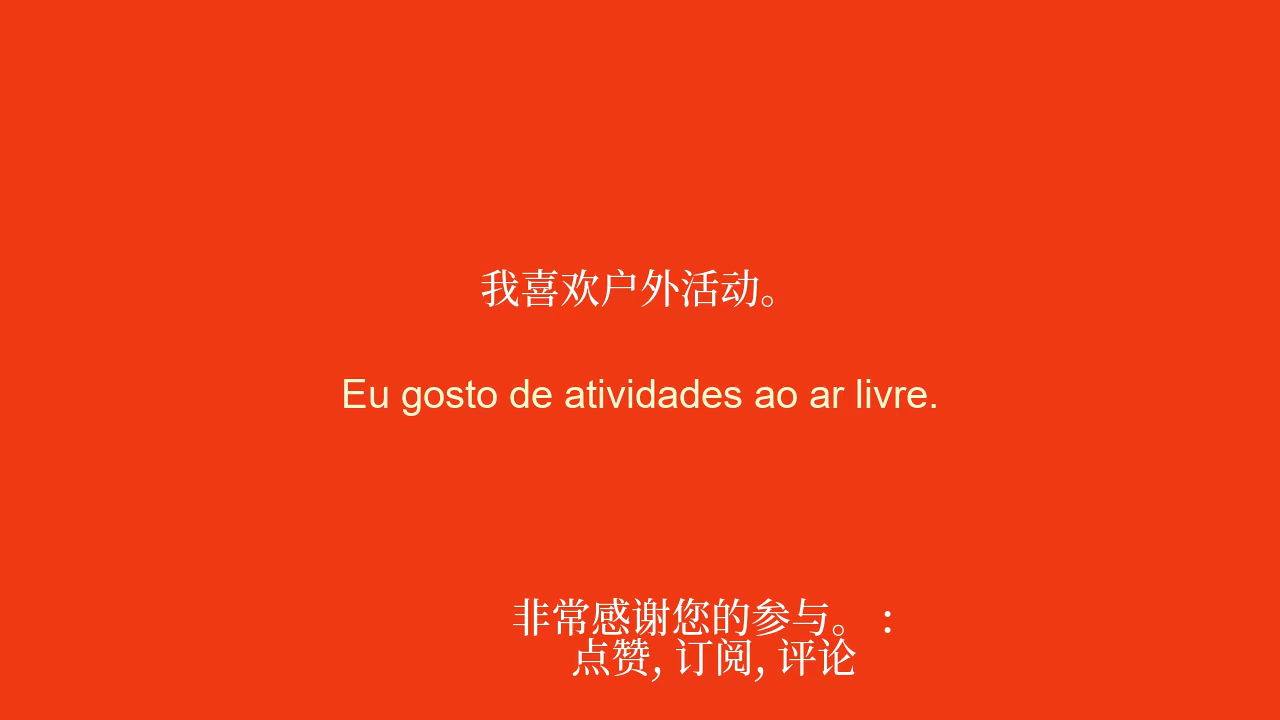 我喜欢户外活动。
Eu gosto de atividades ao ar livre.
非常感谢您的参与。 :
点赞, 订阅, 评论